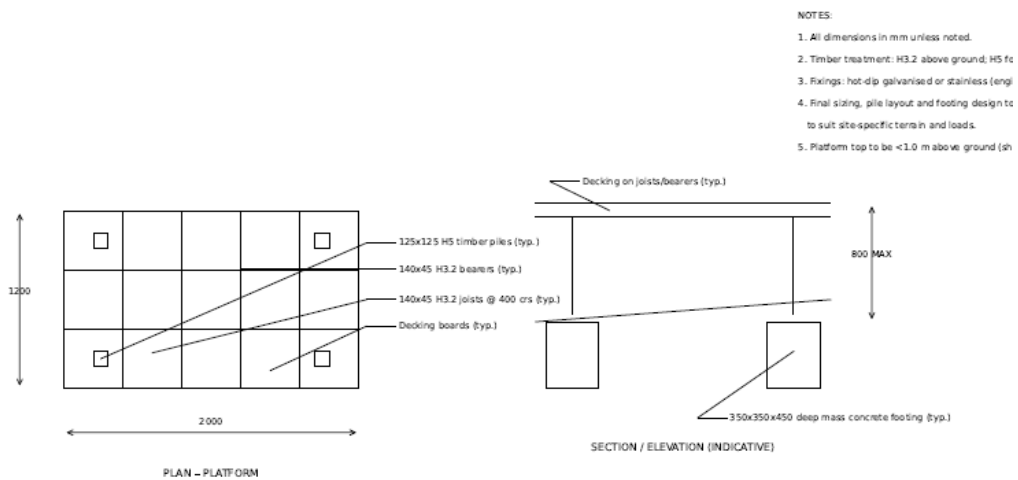 NOTES:
1. All dimensions in mm unless noted.
2. Timber treatment: H3.2 above ground; H5 fo
3. Fixings: hot-dip galvanised or stainless (engi
4. Final sizing, pile layout and footing design to
to suit site-specific terrain and loads.
5. Platform top to be <1.0 m above ground (sh
Decking on joists/bearers (typ.)
125x125 H5 timber piles (typ.)
140x45 H3.2 bearers (typ.)
140x45 H3.2 joists @ 400 crs (typ.)
Decking boards (typ.)
1200
2000
PLAN – PLATFORM
800 MAX
350x350x450 deep mass concrete footing (typ.)
SECTION / ELEVATION (INDICATIVE)